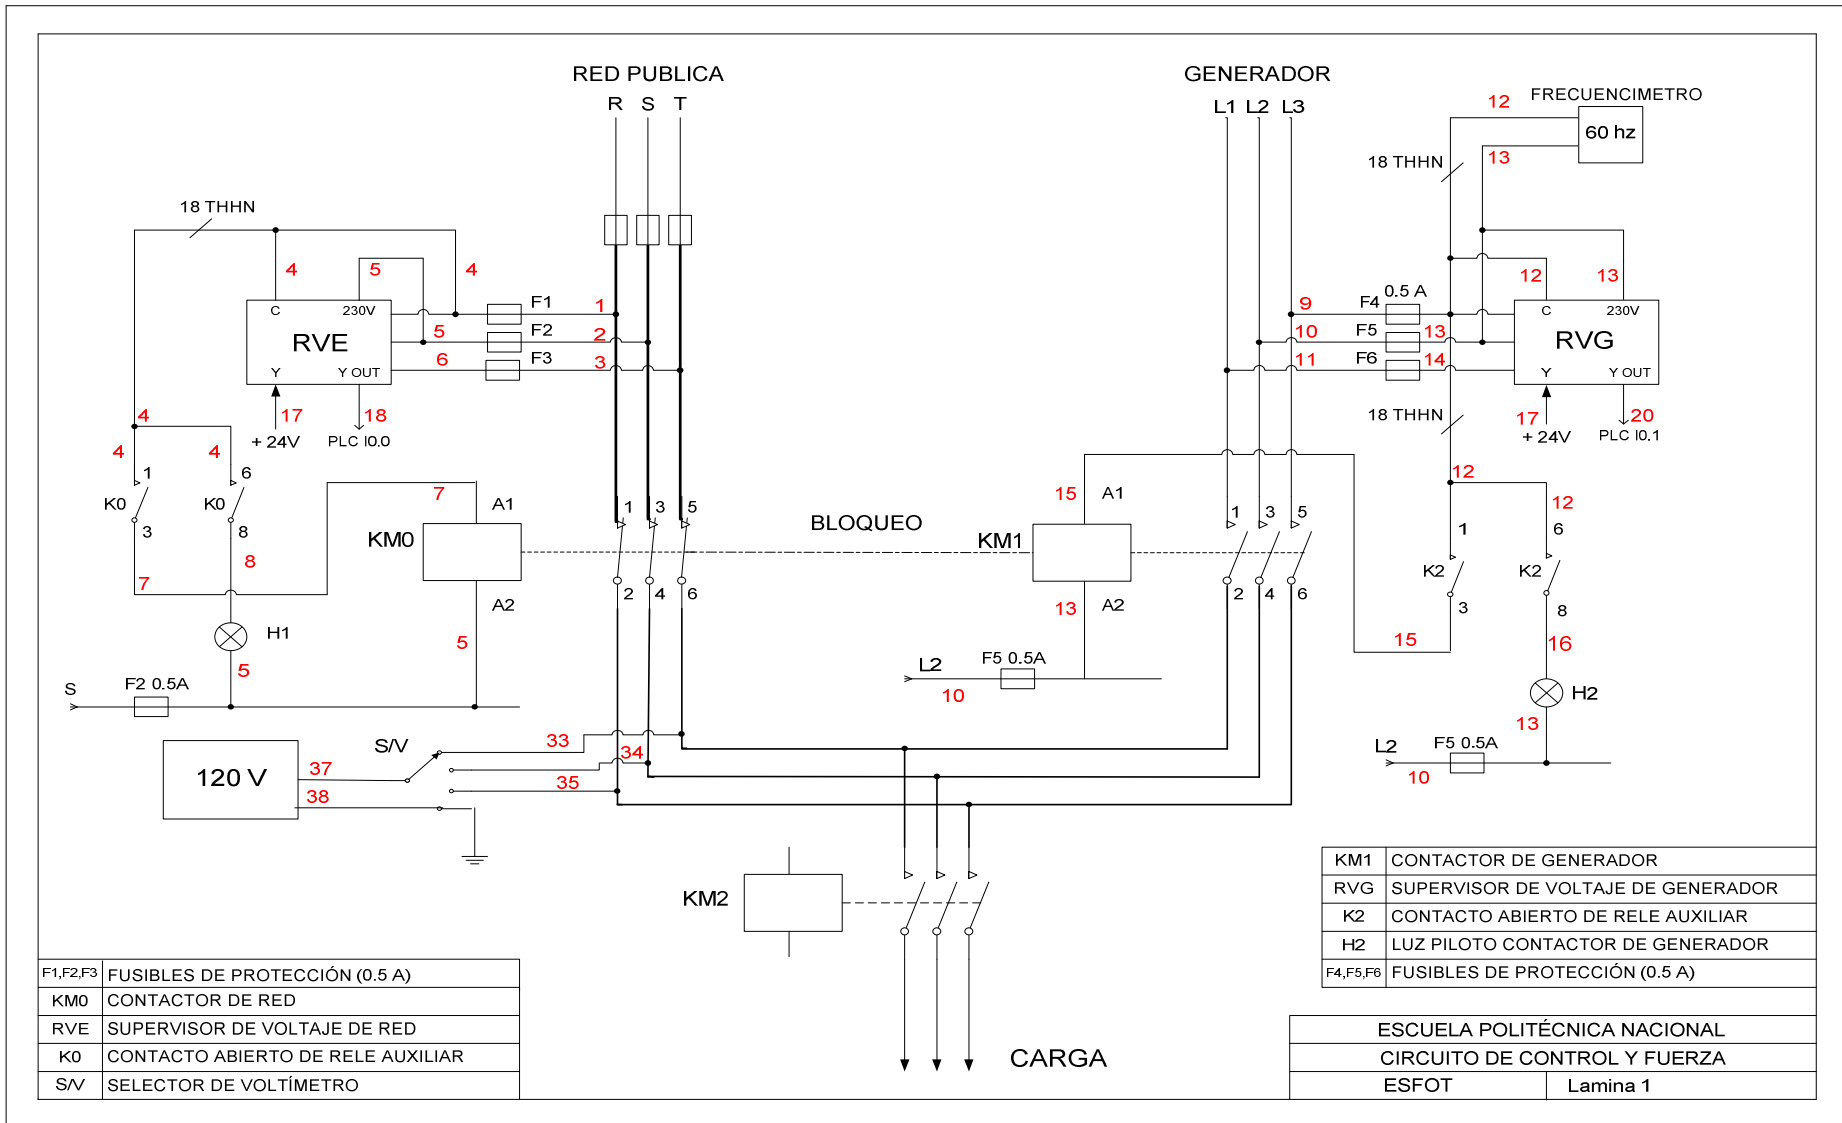 RED PUBLICA
GENERADOR
R S T
L1 L2 L3
FRECUENCIMETRO
12
60 hz
13
18 THHN
18 THHN
4
5
4
12
13
C
230V
RVE
Y
Y OUT
F1
1
5
F2
2
6
F3
3
9
F4
0.5 A
10
F5
13
11
F6
14
C
230V
RVG
Y
Y OUT
17
18
+ 24V
PLC I0.0
17
20
+ 24V
PLC I0.1
18 THHN
4
4
4
1
6
K0
K0
3
8
7
8
7
A1
KM0
A2
5
1
3
5
2
4
6
BLOQUEO
15
A1
KM1
13
A2
1
3
5
2
4
6
12
12
1
6
K2
K2
3
8
15
16
H1
5
S
F2 0.5A
L2
F5 0.5A
10
H2
13
L2
F5 0.5A
10
120 V
37
38
S/V
33
34
35
KM2
CARGA
KM1 CONTACTOR DE GENERADOR
RVG SUPERVISOR DE VOLTAJE DE GENERADOR
K2 CONTACTO ABIERTO DE RELE AUXILIAR
H2 LUZ PILOTO CONTACTOR DE GENERADOR
F4,F5,F6 FUSIBLES DE PROTECCIÓN (0.5 A)
F1,F2,F3 FUSIBLES DE PROTECCIÓN (0.5 A)
KM0 CONTACTOR DE RED
RVE SUPERVISOR DE VOLTAJE DE RED
K0 CONTACTO ABIERTO DE RELE AUXILIAR
S/V SELECTOR DE VOLTÍMETRO
ESCUELA POLITÉCNICA NACIONAL
CIRCUITO DE CONTROL Y FUERZA
ESFOT Lamina 1